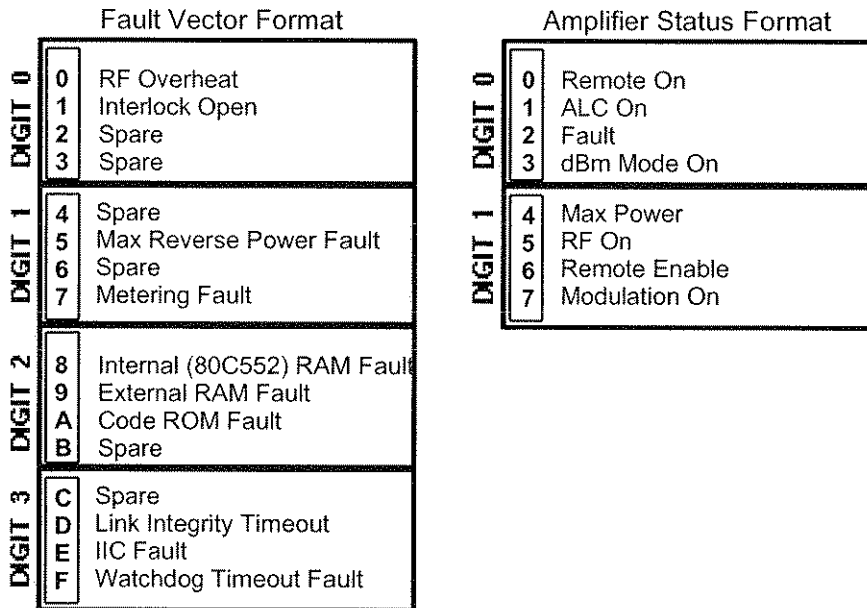 Fault Vector Format
DIGIT 0
0 RF Overheat
1 Interlock Open
2 Spare
3 Spare
DIGIT 1
4 Spare
5 Max Reverse Power Fault
6 Spare
7 Metering Fault
DIGIT 2
8 Internal (80C552) RAM Fault
9 External RAM Fault
A Code ROM Fault
B Spare
DIGIT 3
C Spare
D Link Integrity Timeout
E IIC Fault
F Watchdog Timeout Fault
Amplifier Status Format
DIGIT 0
0 Remote On
1 ALC On
2 Fault
3 dBm Mode On
DIGIT 1
4 Max Power
5 RF On
6 Remote Enable
7 Modulation On